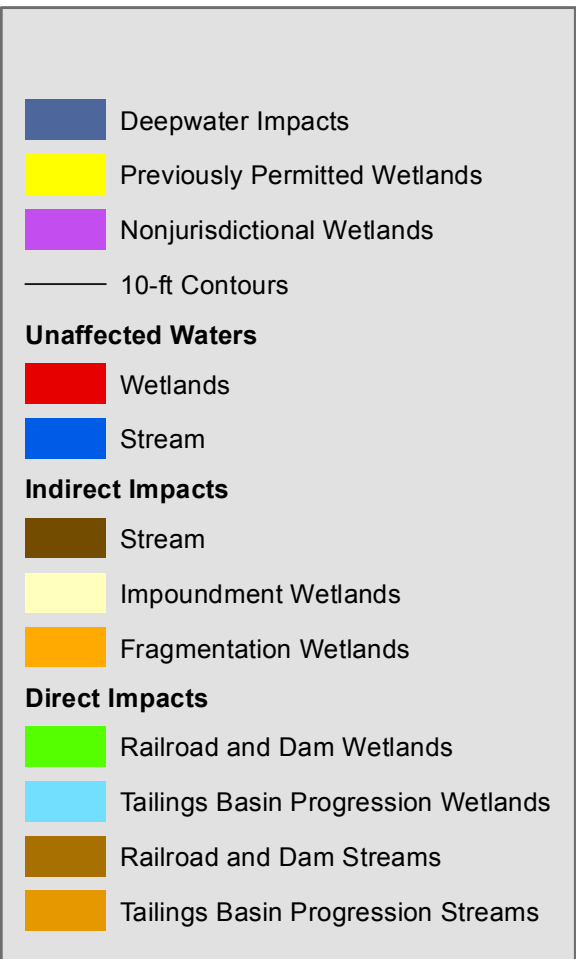 Deepwater Impacts
Previously Permitted Wetlands
Nonjurisdictional Wetlands
10-ft Contours
Unaffected Waters
Wetlands
Stream
Indirect Impacts
Stream
Impoundment Wetlands
Fragmentation Wetlands
Direct Impacts
Railroad and Dam Wetlands
Tailings Basin Progression Wetlands
Railroad and Dam Streams
Tailings Basin Progression Streams